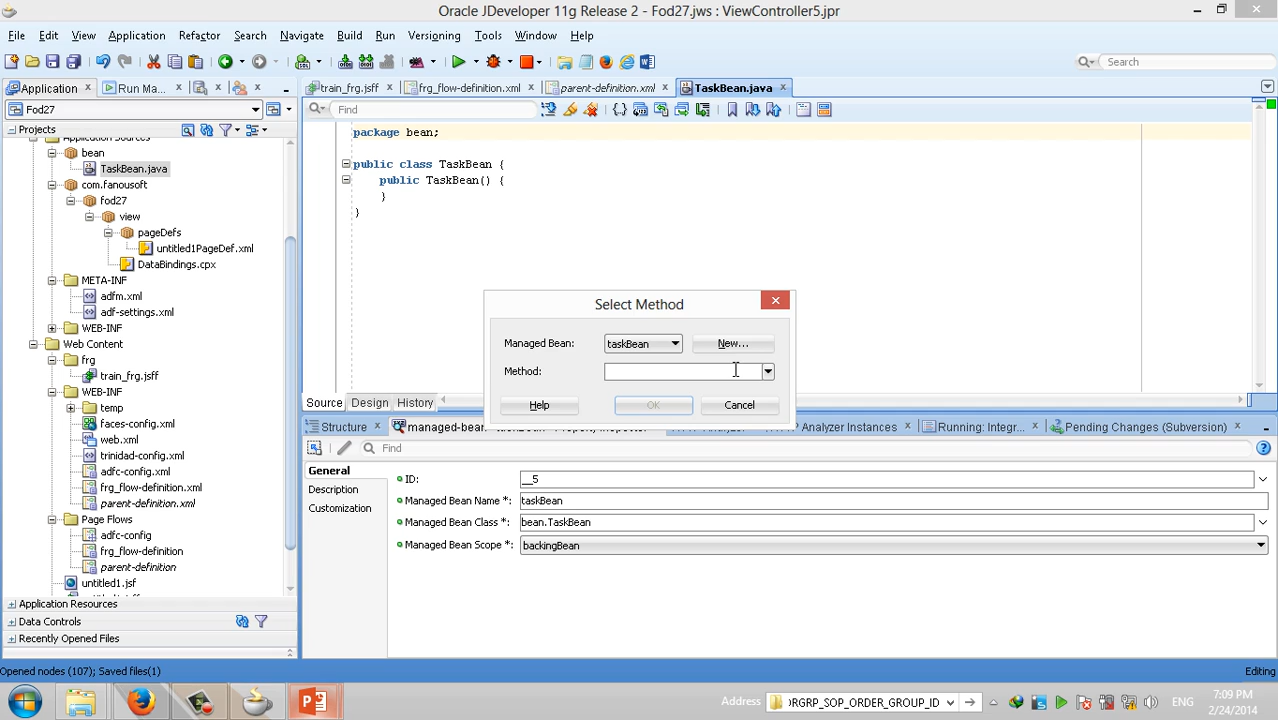 Oracle JDeveloper 11g Release 2 - Fod27.jws : ViewController5.jpr
File Edit View Application Refactor Search Navigate Build Run Versioning Tools Window Help
Search
Application Run Ma...
train_frg.jsff frg_flow-definition.xml parent-definition.xml TaskBean.java
Fod27
Find
Projects
Application Sources
bean
TaskBean.java
com.fanousoft
fod27
view
pageDefs
untitled1PageDef.xml
DataBindings.cpx
META-INF
adfm.xml
adf-settings.xml
WEB-INF
Web Content
frg
train_frg.jsff
WEB-INF
temp
faces-config.xml
web.xml
trinidad-config.xml
adfc-config.xml
frg_flow-definition.xml
parent-definition.xml
Page Flows
adfc-config
frg_flow-definition
parent-definition
untitled1.jsf
Application Resources
Data Controls
Recently Opened Files
package bean;
public class TaskBean {
public TaskBean() {
}
}
Select Method
Managed Bean: taskBean New...
Method:
Help OK Cancel
Source Design History
Structure managed-bean Analyzer Instances Running: Integr... Pending Changes (Subversion)
Find
General
Description
Customization
ID: __5
Managed Bean Name *: taskBean
Managed Bean Class *: bean.TaskBean
Managed Bean Scope *: backingBean
Opened nodes (107); Saved files(1) Editing
Address ORGRP_SOP_ORDER_GROUP_ID ENG
7:09 PM
2/24/2014